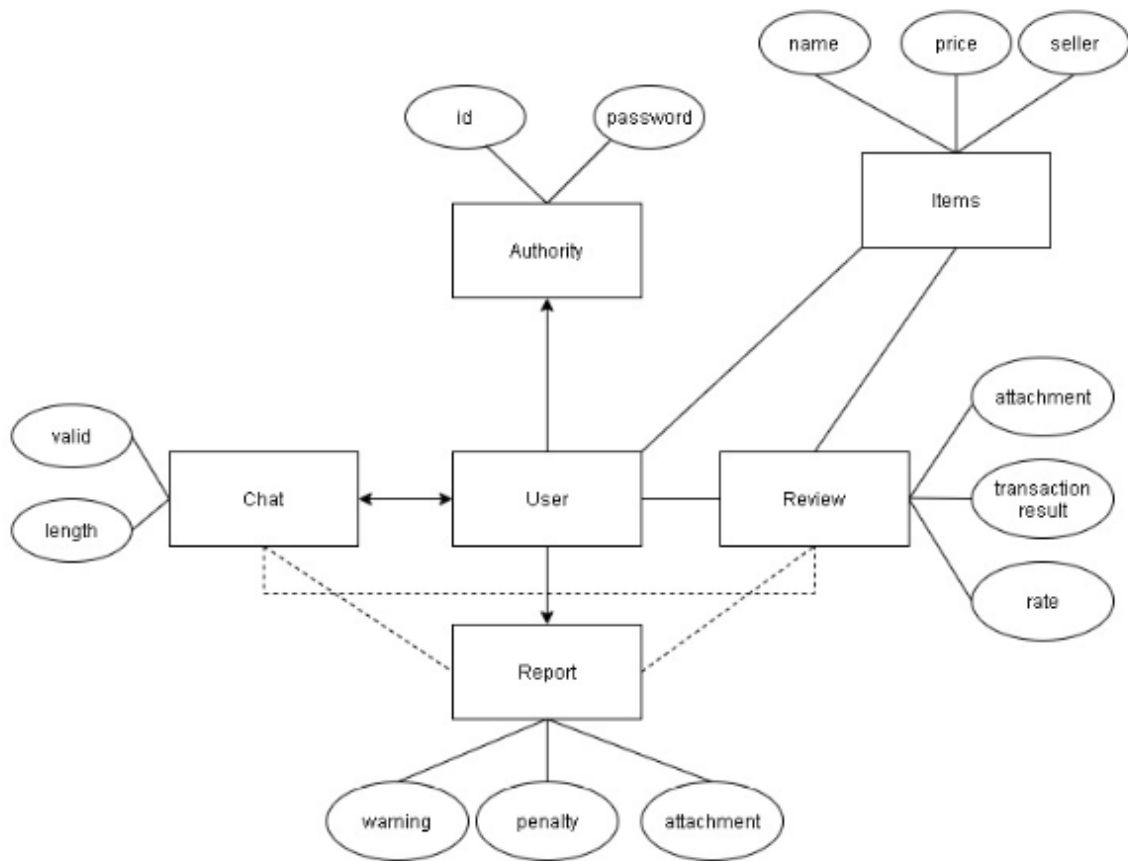 name
price
seller
id
password
Items
Authority
attachment
valid
Chat
User
Review
transaction
result
length
rate
Report
warning
penalty
attachment